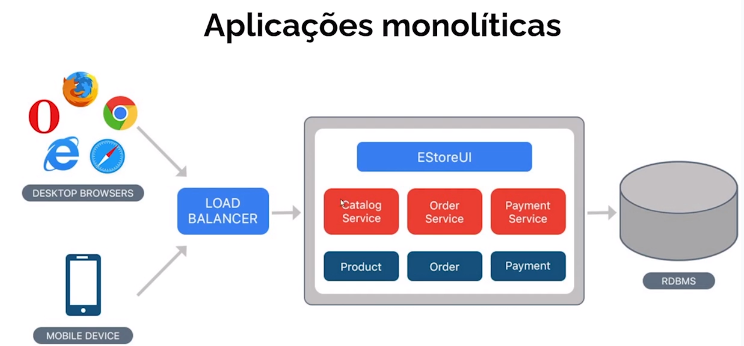 Aplicações monolíticas
DESKTOP BROWSERS
LOAD
BALANCER
EStoreUI
Catalog
Service
Order
Service
Payment
Service
Product
Order
Payment
RDBMS
MOBILE DEVICE